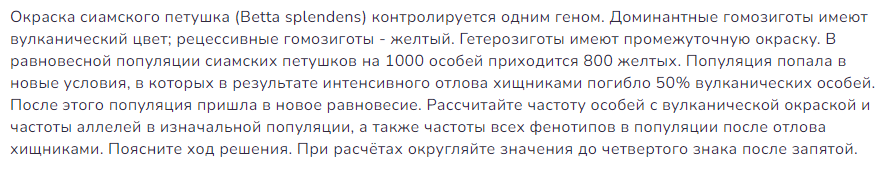 Окраска сиамского петушка (Betta splendens) контролируется одним геном. Доминантные гомозиготы имеют
вулканический цвет; рецессивные гомозиготы - желтый. Гетерозиготы имеют промежуточную окраску. В
равновесной популяции сиамских петушков на 1000 особей приходится 800 желтых. Популяция попала в
новые условия, в которых в результате интенсивного отлова хищниками погибло 50% вулканических особей.
После этого популяция пришла в новое равновесие. Рассчитайте частоту особей с вулканической окраской и
частоты аллелей в изначальной популяции, а также частоты всех фенотипов в популяции после отлова
хищниками. Поясните ход решения. При расчётах округляйте значения до четвертого знака после запятой.